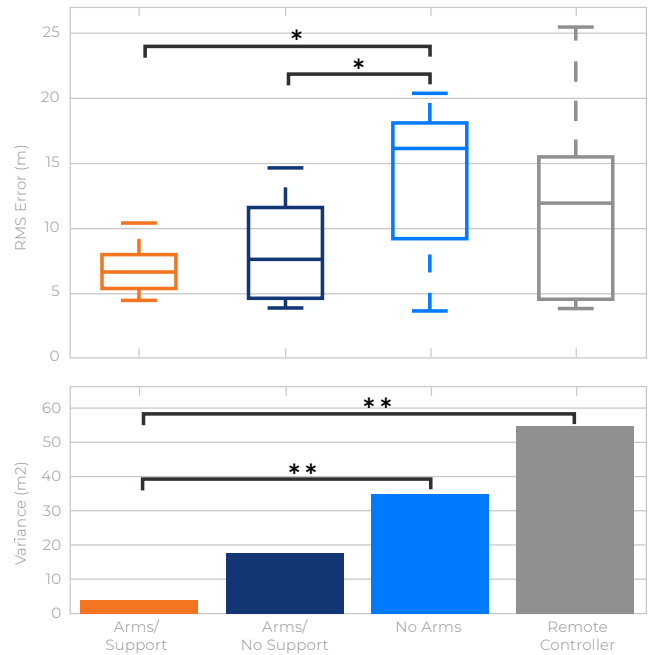 25
*
*
20
RMS Error (m)
15
10
5
0
60
**
50
Variance (m2)
40
**
30
20
10
0
Arms/
Support
Arms/
No Support
No Arms
Remote
Controller